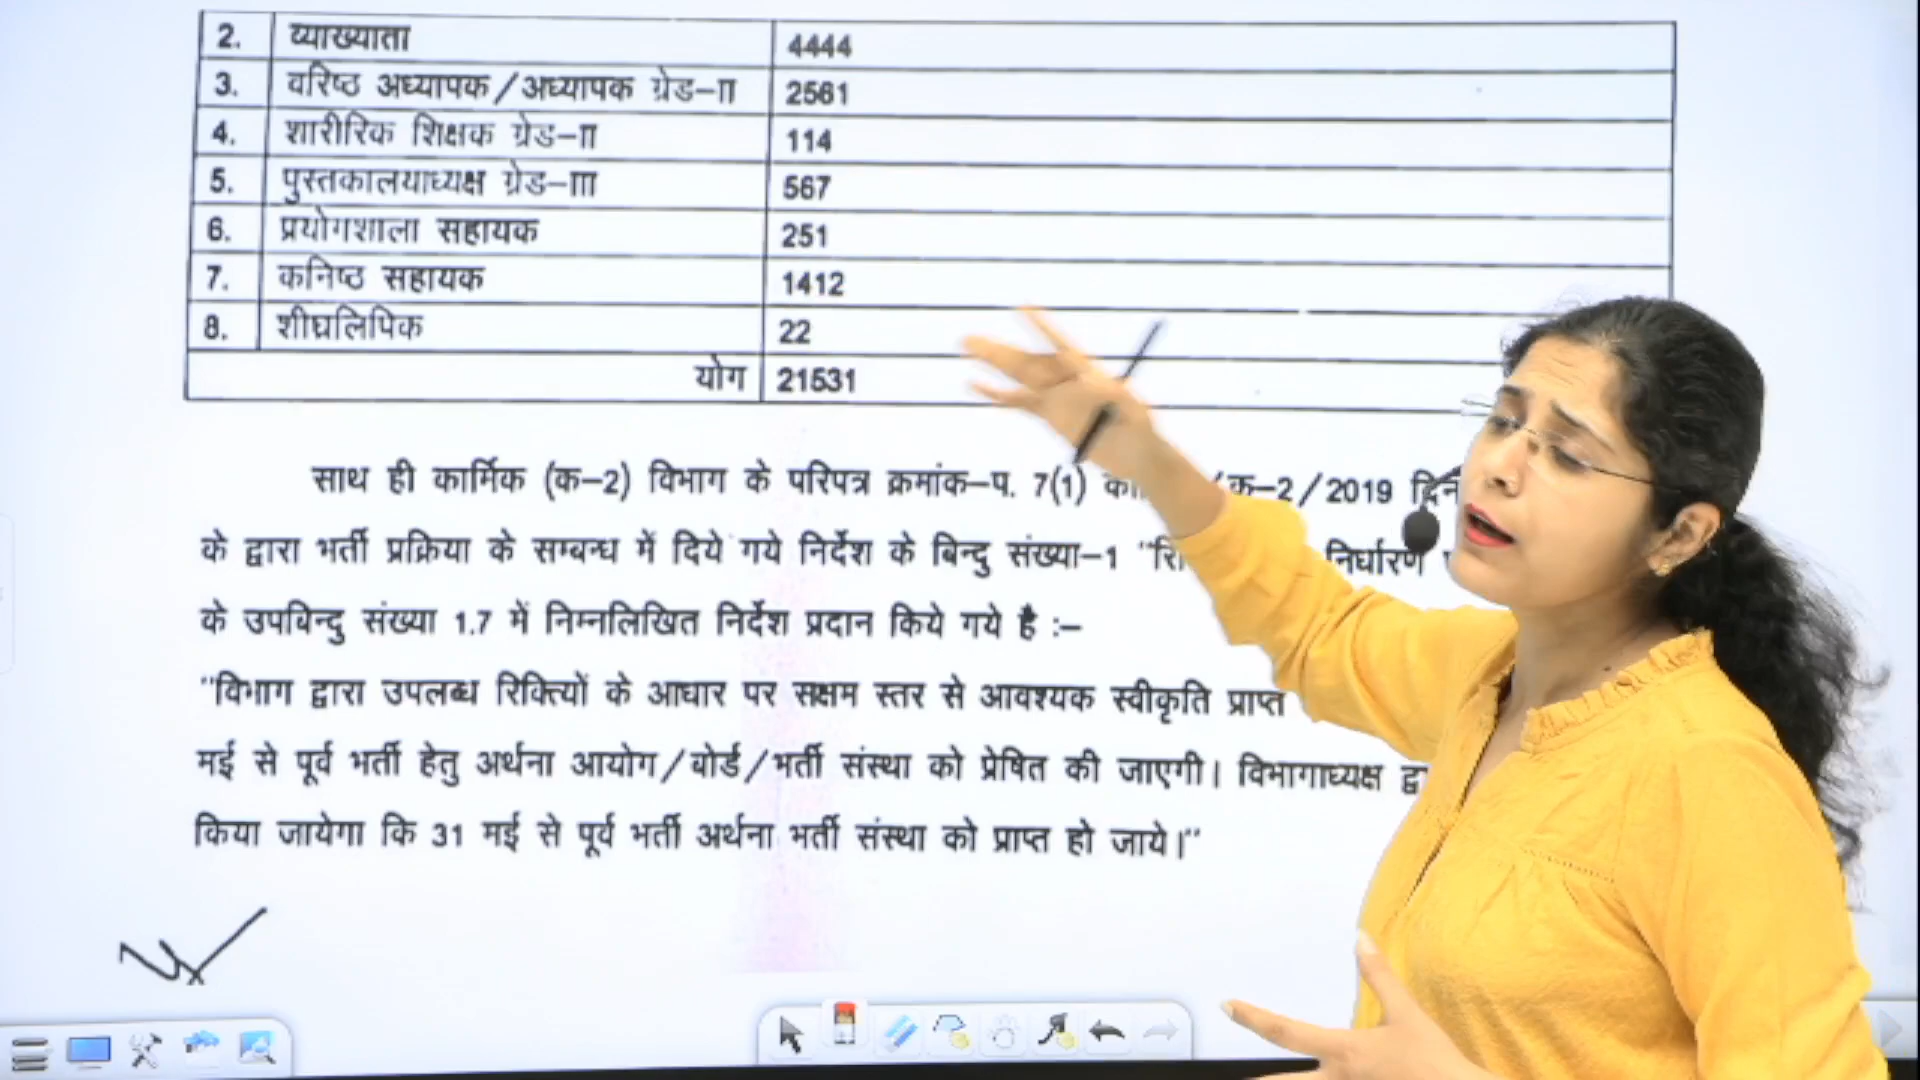 2. व्याख्याता 4444
3. वरिष्ठ अध्यापक/अध्यापक ग्रेड-II 2561
4. शारीरिक शिक्षक ग्रेड-II 114
5. पुस्तकालयाध्यक्ष ग्रेड-III 567
6. प्रयोगशाला सहायक 251
7. कनिष्ठ सहायक 1412
8. शीघ्रलिपिक 22
योग 21531
साथ ही कार्मिक (क-2) विभाग के परिपत्र क्रमांक-प. 7(1) /क-2/2019
के द्वारा भर्ती प्रक्रिया के सम्बन्ध में दिये गये निर्देश के बिन्दु संख्या-1 निर्धारण
के उपबिन्दु संख्या 1.7 में निम्नलिखित निर्देश प्रदान किये गये है :-
"विभाग द्वारा उपलब्ध रिक्तियों के आधार पर सक्षम स्तर से आवश्यक स्वीकृति प्राप्त
मई से पूर्व भर्ती हेतु अर्थना आयोग/बोर्ड/भर्ती संस्था को प्रेषित की जाएगी। विभागाध्यक्ष
किया जायेगा कि 31 मई से पूर्व भर्ती अर्थना भर्ती संस्था को प्राप्त हो जाये।"